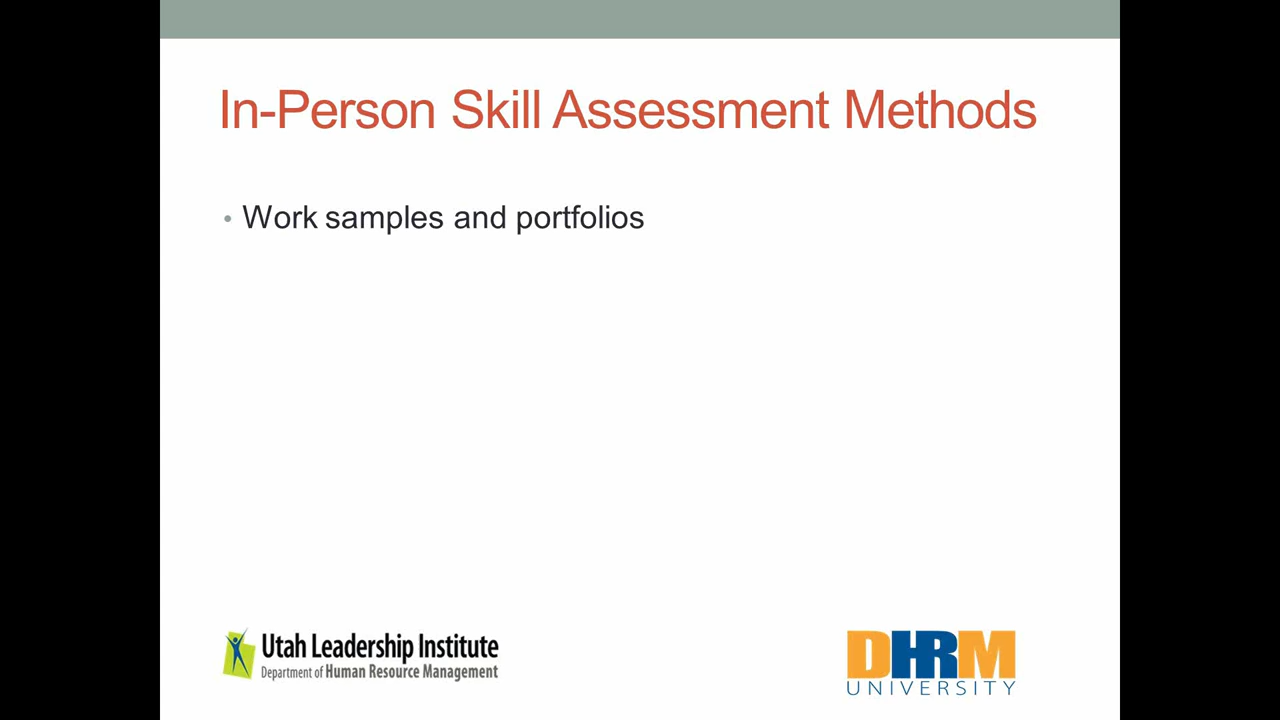 In-Person Skill Assessment Methods
• Work samples and portfolios
Utah Leadership Institute
Department of Human Resource Management
DHRM
UNIVERSITY